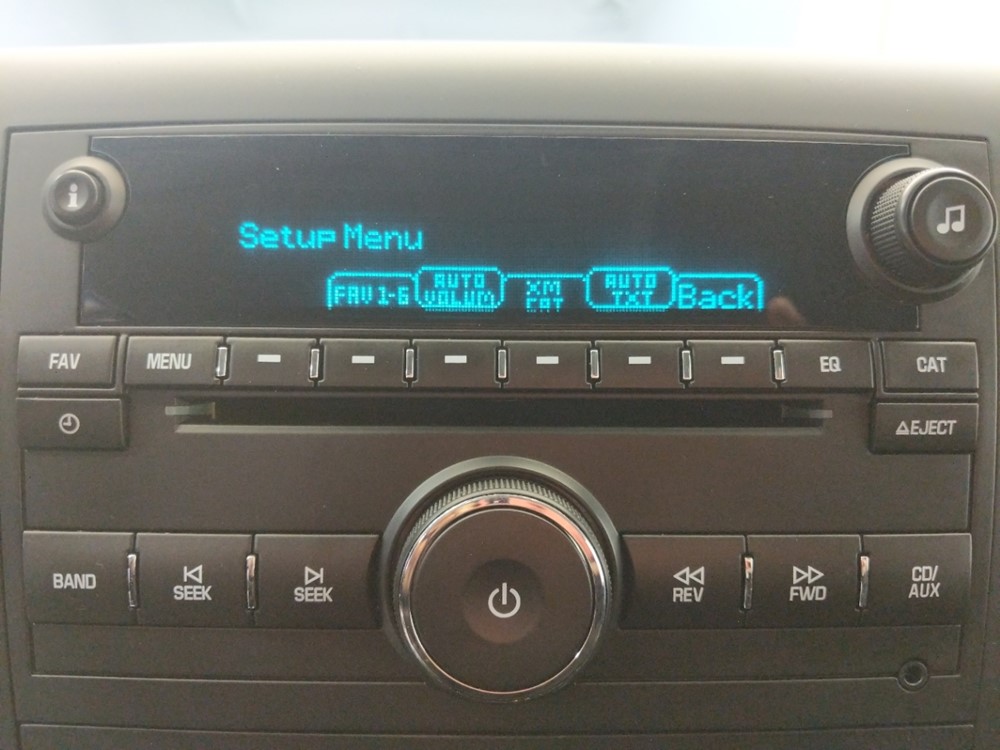 i
Setup Menu
FAV 1-6 AUTO VOLUM XM CAT AUTO TXT Back
FAV MENU EQ CAT
EJECT
BAND SEEK SEEK REV FWD CD/ AUX